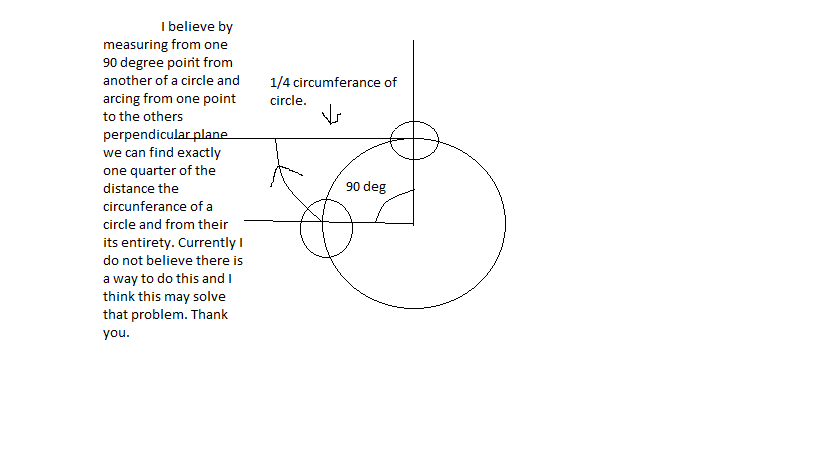 I believe by
measuring from one
90 degree point from
another of a circle and
arcing from one point
to the others
perpendicular plane
we can find exactly
one quarter of the
distance the
circunferance of a
circle and from their
its entirety. Currently I
do not believe there is
a way to do this and I
think this may solve
that problem. Thank
you.
1/4 circumferance of
circle.
90 deg